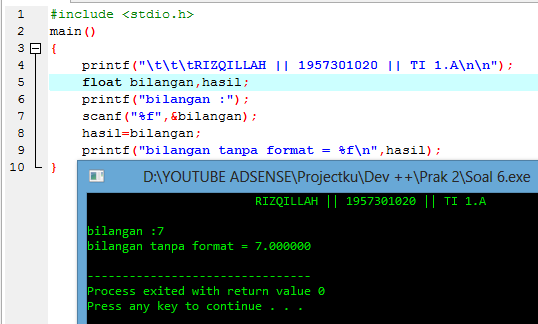 1 #include <stdio.h>
2 main()
3 {
4 printf("\t\t\tRIZQILLAH || 1957301020 || TI 1.A\n\n");
5 float bilangan,hasil;
6 printf("bilangan :");
7 scanf("%f",&bilangan);
8 hasil=bilangan;
9 printf("bilangan tanpa format = %f\n",hasil);
10 }
D:\YOUTUBE ADSENSE\Projectku\Dev ++\Prak 2\Soal 6.exe
RIZQILLAH || 1957301020 || TI 1.A
bilangan :7
bilangan tanpa format = 7.000000
--------------------------------
Process exited with return value 0
Press any key to continue . . .